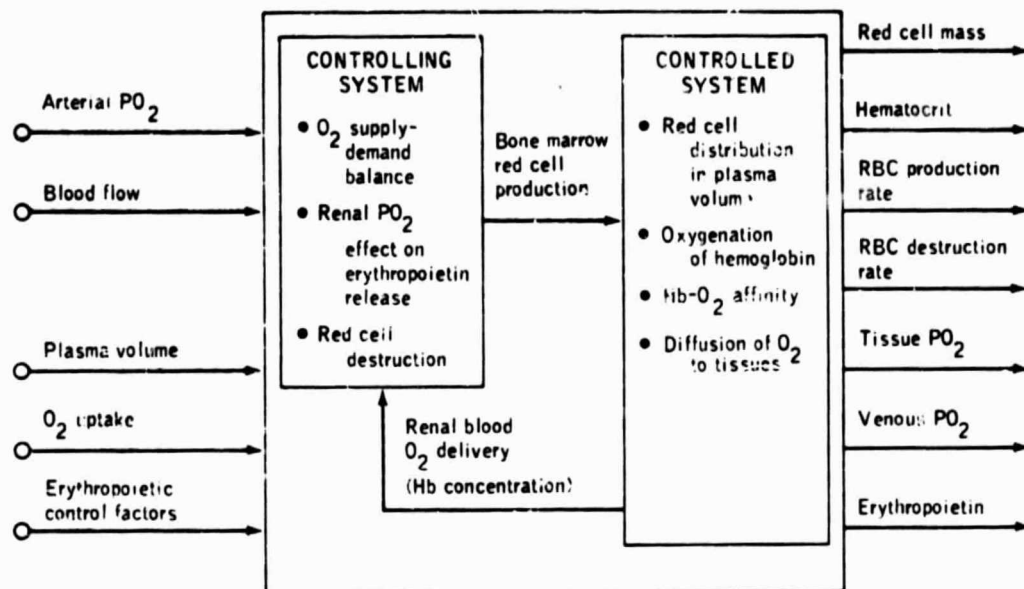 Arterial PO2
Blood flow
Plasma volume
O2 uptake
Erythropoietic
control factors
CONTROLLING
SYSTEM
• O2 supply-
demand
balance
• Renal PO2
effect on
erythropoietin
release
• Red cell
destruction
Bone marrow
red cell
production
Renal blood
O2 delivery
(Hb concentration)
CONTROLLED
SYSTEM
• Red cell
distribution
in plasma
volume
• Oxygenation
of hemoglobin
• Hb-O2 affinity
• Diffusion of O2
to tissues
Red cell mass
Hematocrit
RBC production
rate
RBC destruction
rate
Tissue PO2
Venous PO2
Erythropoietin